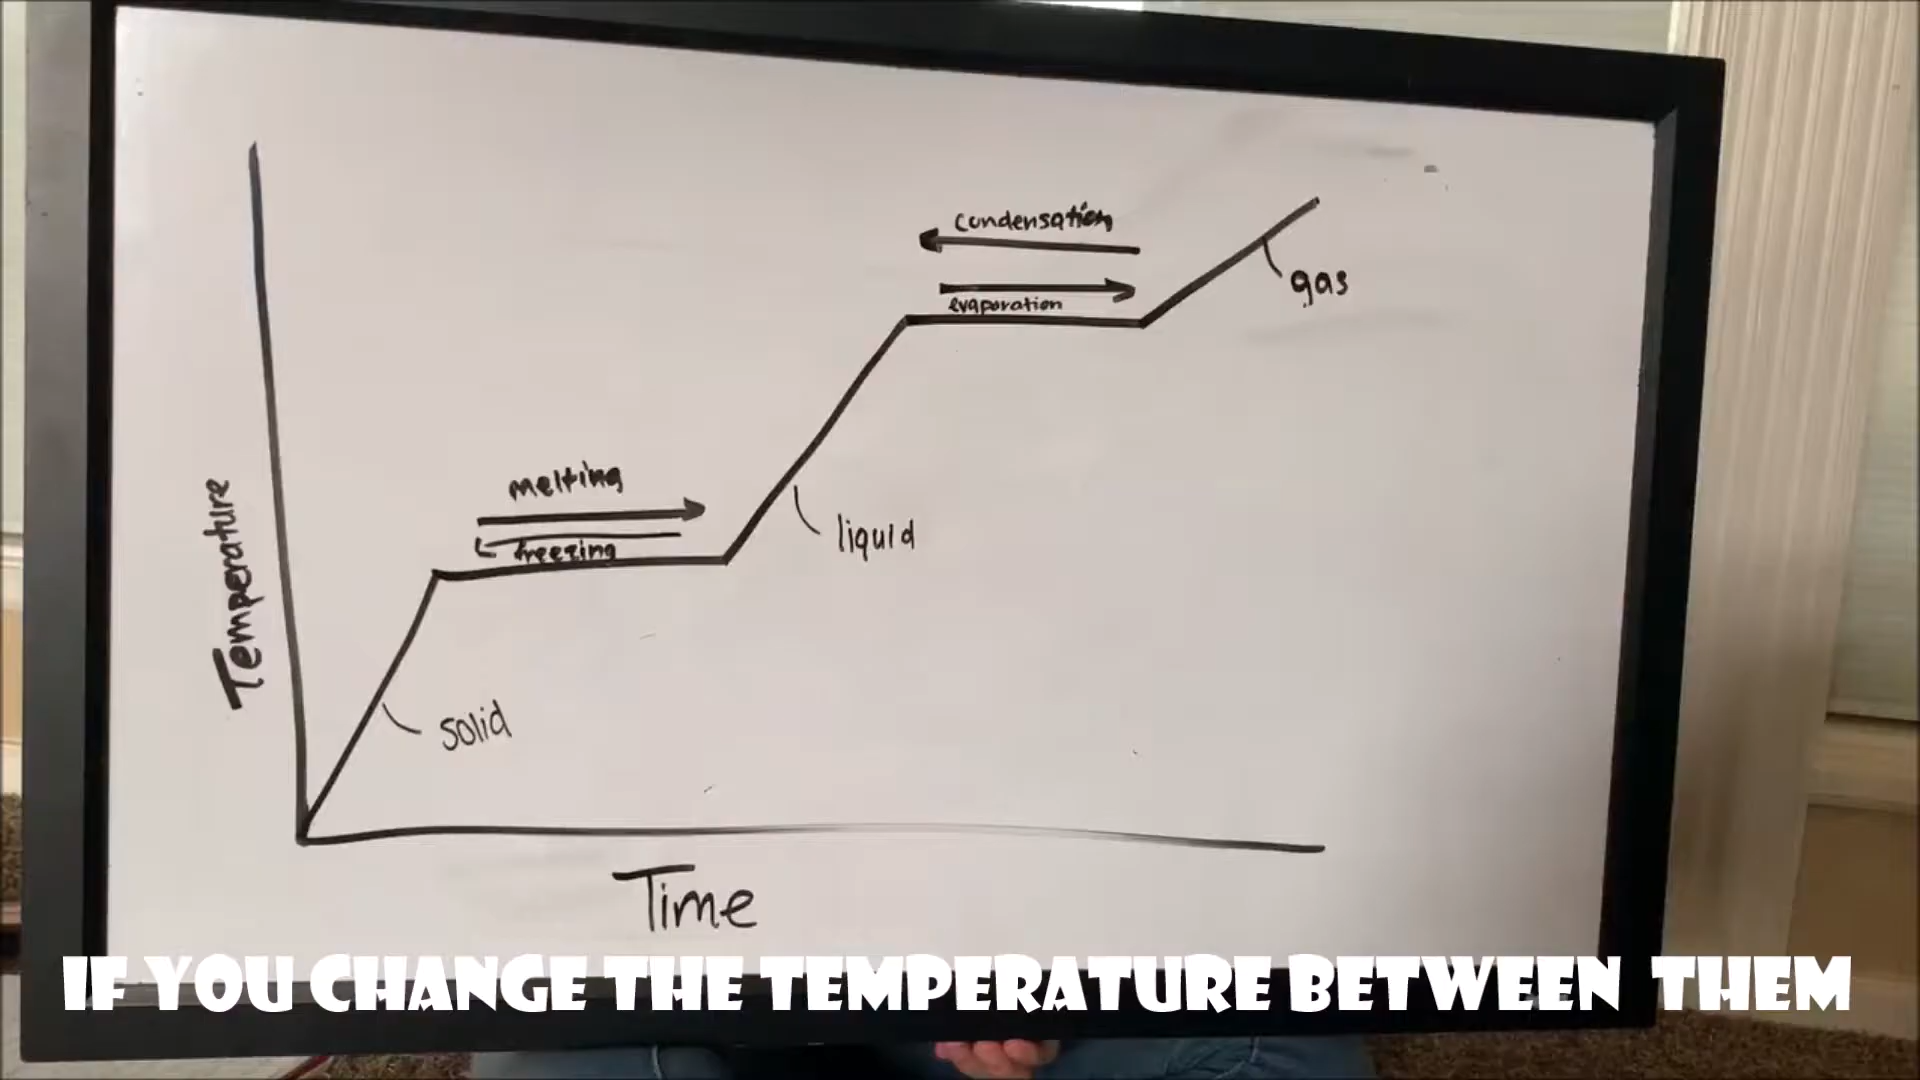 condensation
evaporation
gas
melting
freezing
liquid
Temperature
solid
Time
IF YOU CHANGE THE TEMPERATURE BETWEEN THEM